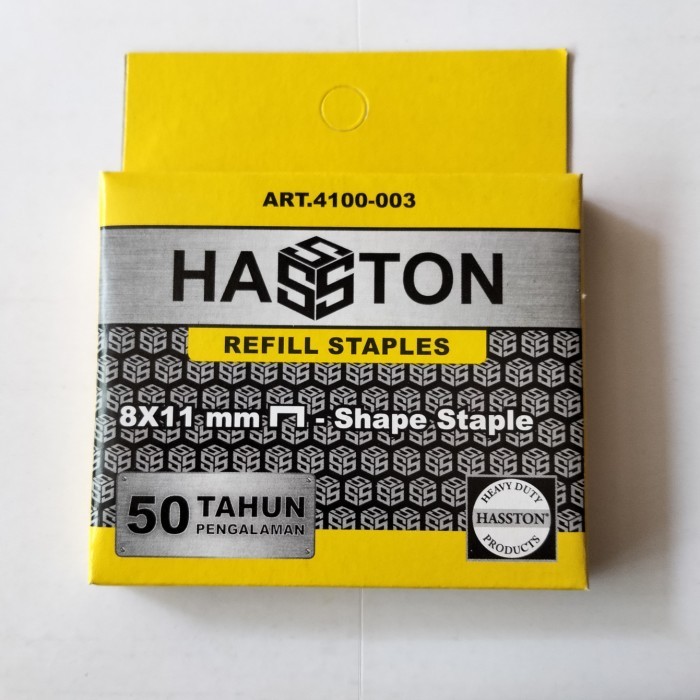 ART.4100-003
HASSTON
REFILL STAPLES
8X11 mm - Shape Staple
50 TAHUN
PENGALAMAN
HEAVY DUTY
HASSTON®
PRODUCTS